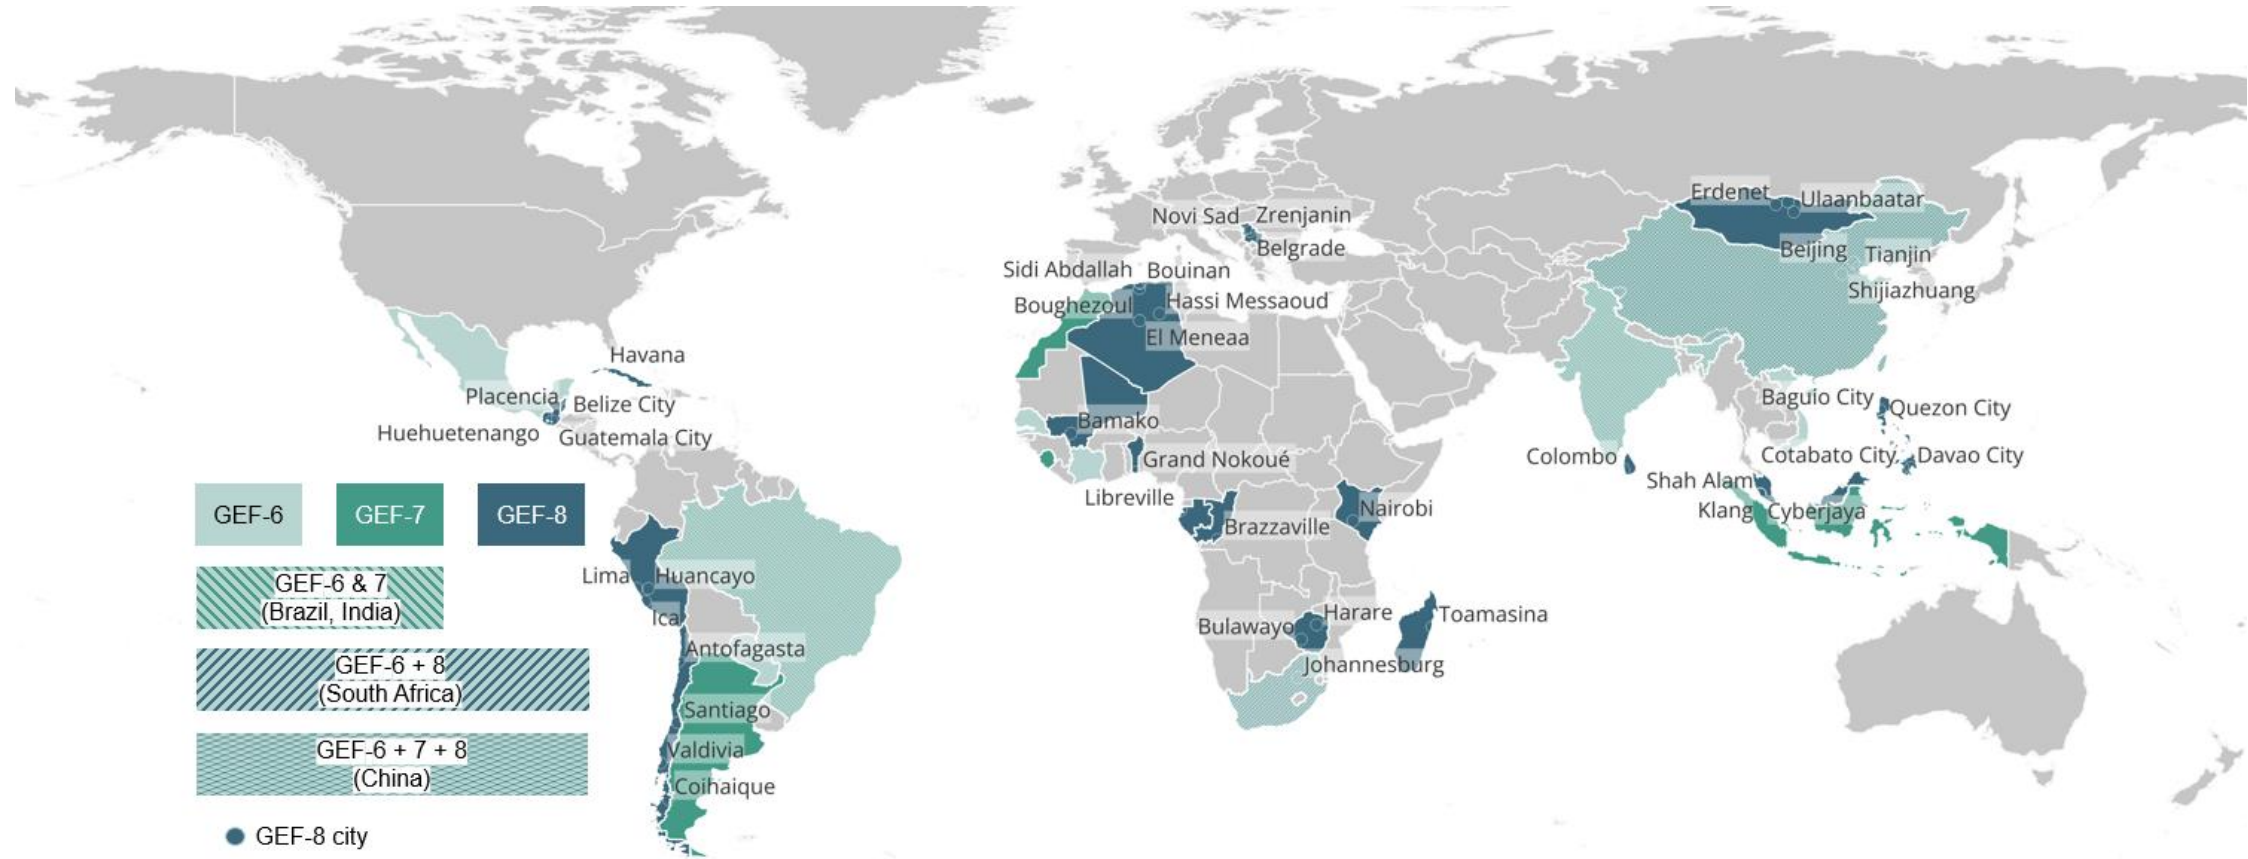 Erdenet
Ulaanbaatar
Novi Sad
Zrenjanin
Belgrade
Beijing
Tianjin
Sidi Abdallah
Bouinan
Shijiazhuang
Boughezoul
Hassi Messaoud
El Meneaa
Havana
Placencia
Belize City
Baguio City
Quezon City
Huehuetenango
Guatemala City
Bamako
Grand Nokoué
Colombo
Cotabato City
Davao City
Libreville
Shah Alam
Nairobi
Klang
Cyberjaya
Brazzaville
Lima
Huancayo
Ica
Harare
Toamasina
Bulawayo
Antofagasta
Johannesburg
Santiago
Valdivia
Coihaique
GEF-6
GEF-7
GEF-8
GEF-6 & 7
(Brazil, India)
GEF-6 + 8
(South Africa)
GEF-6 + 7 + 8
(China)
GEF-8 city